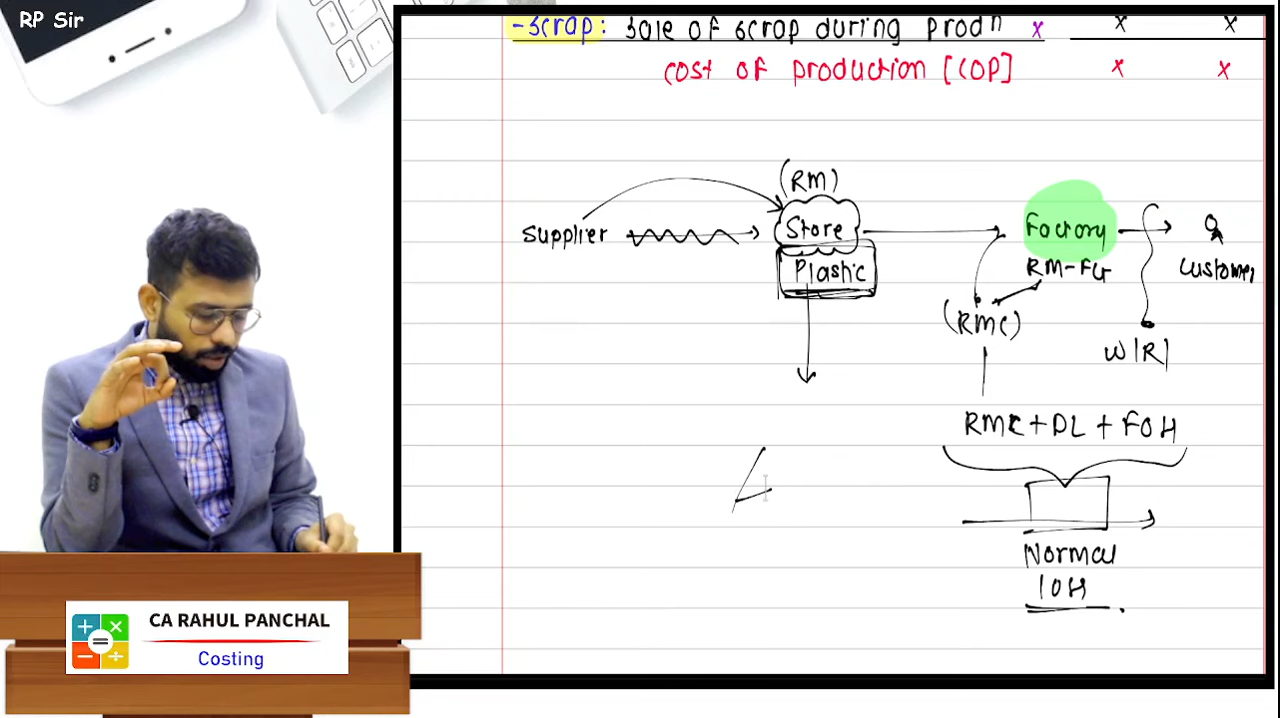 RP Sir
-Scrap: Sale of scrap during prodn x x x
Cost of production [COP] x x
(RM)
Supplier Store Factory
Plastic RM-FG Customer
(RMC)
W/R]
RMC+DL+FOH
Normal
10H
CA RAHUL PANCHAL
Costing